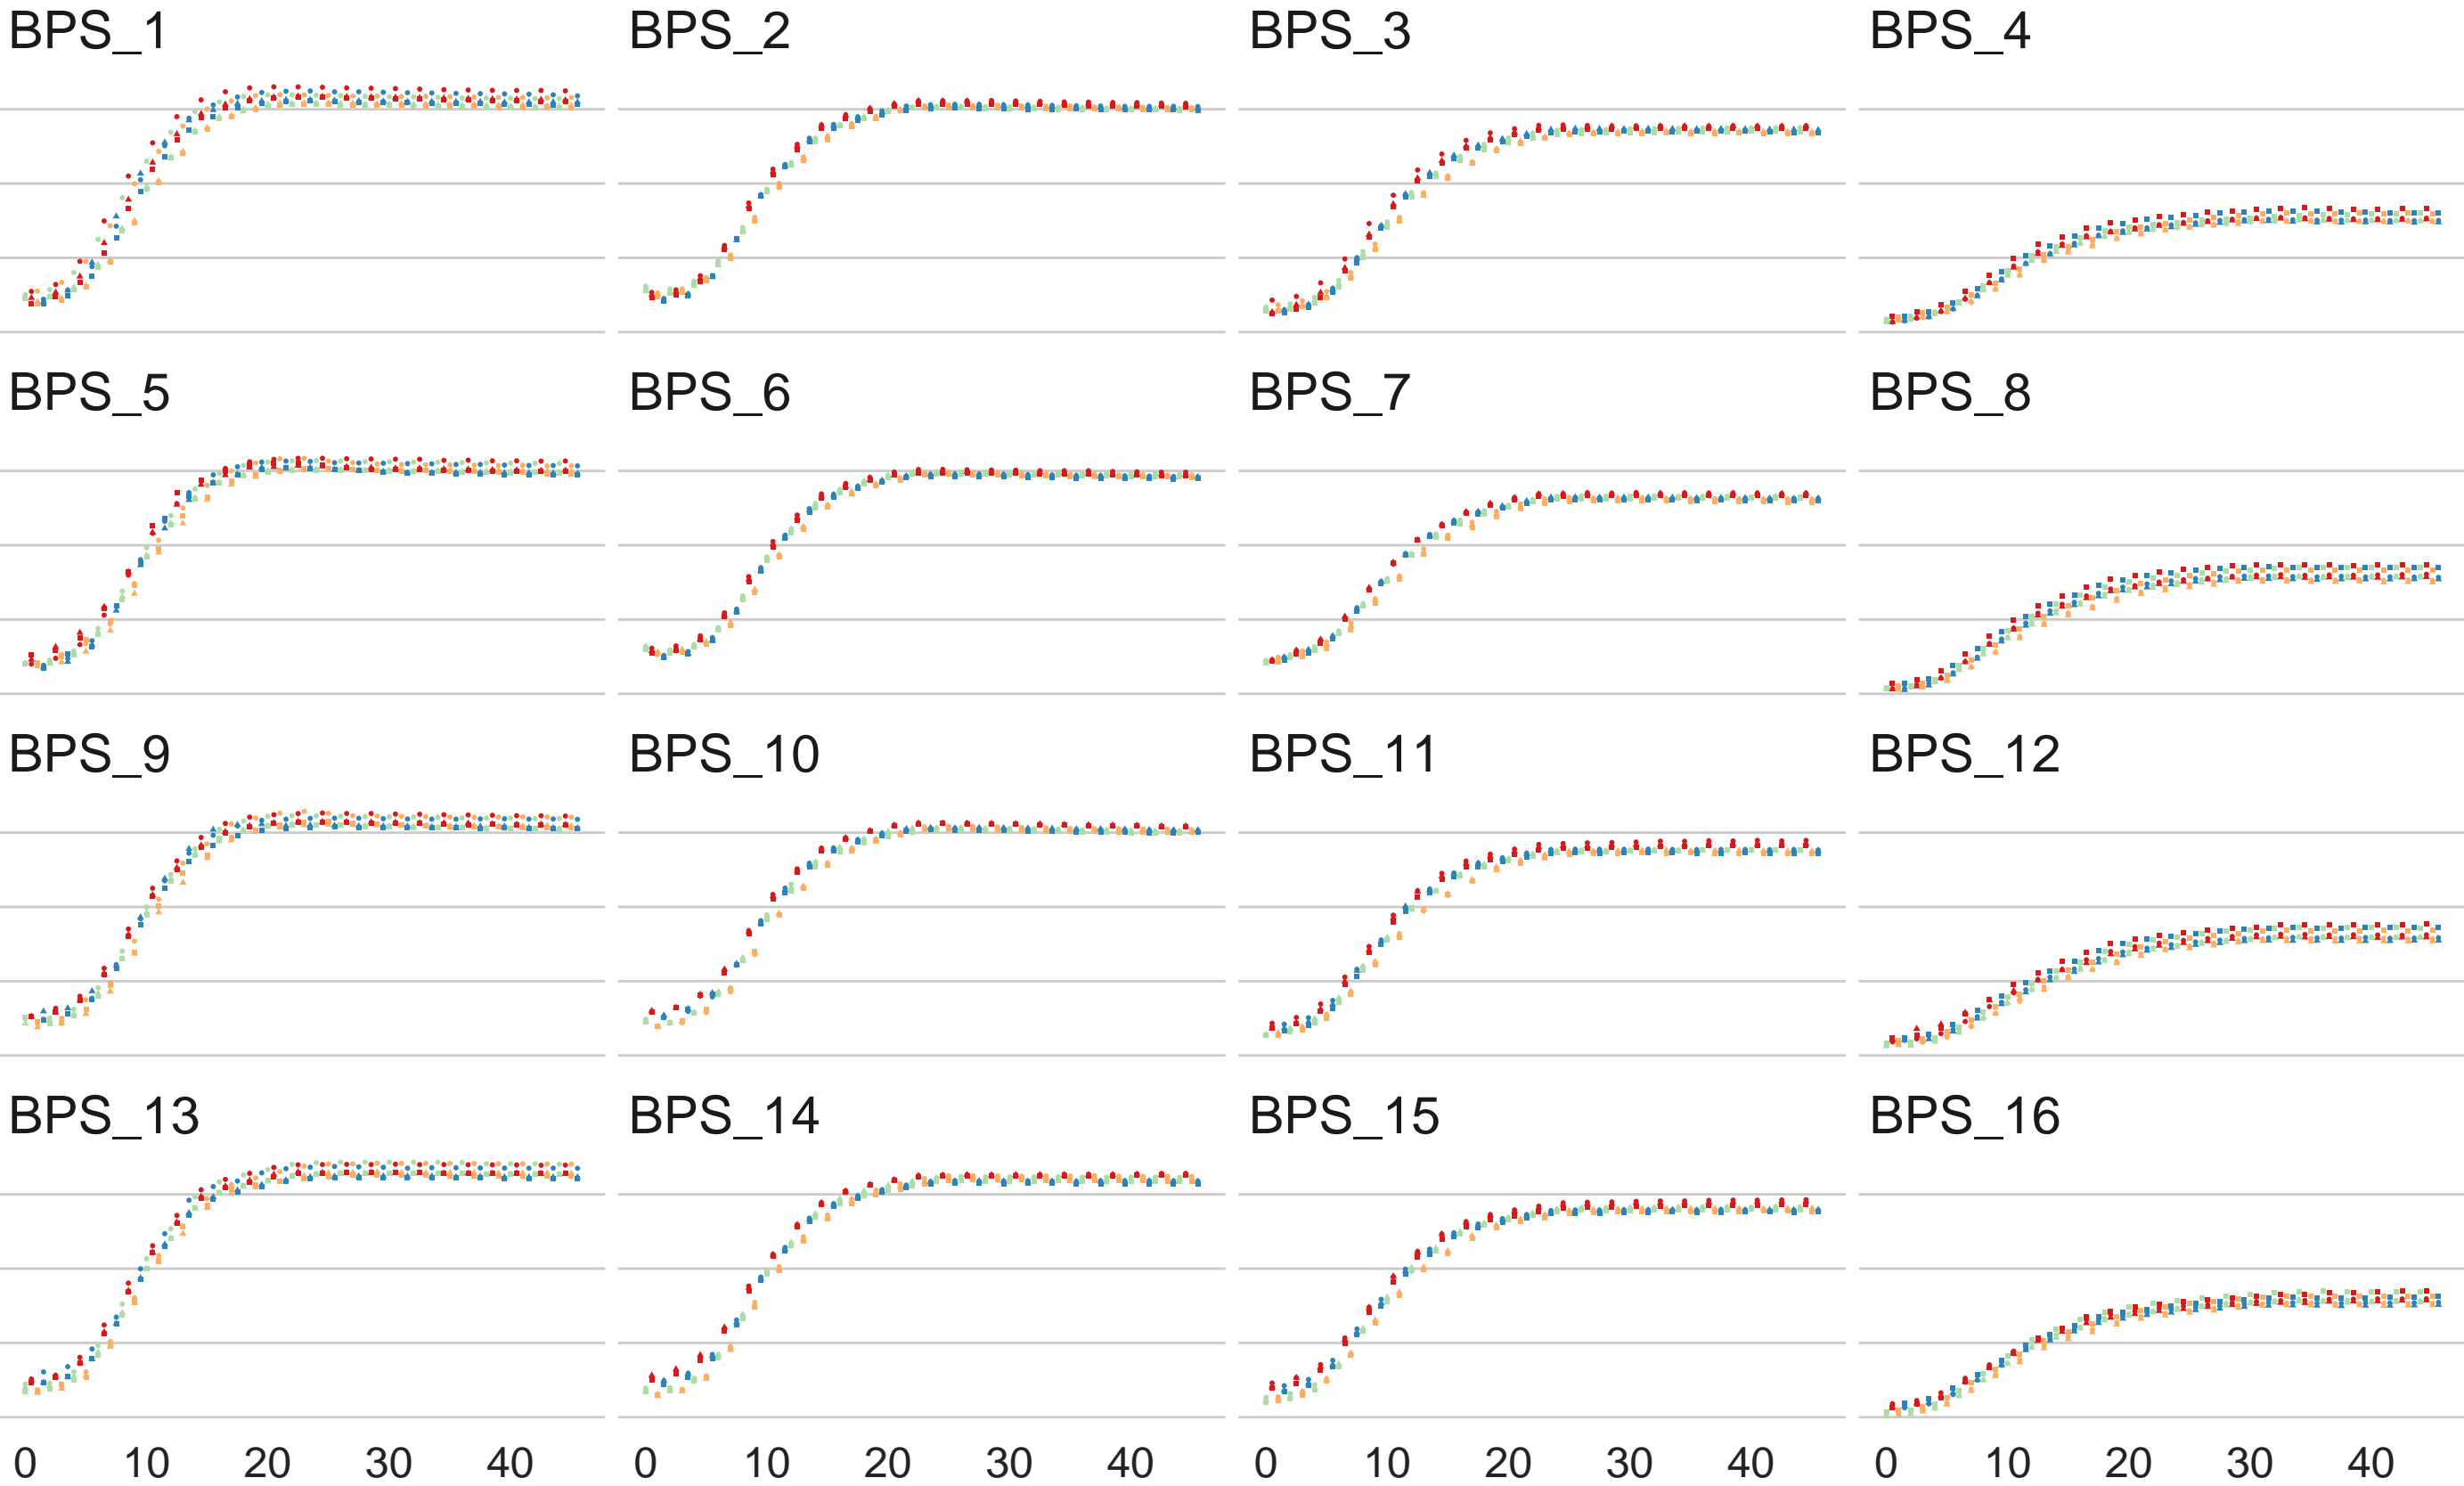 BPS_1 BPS_2 BPS_3 BPS_4
BPS_5 BPS_6 BPS_7 BPS_8
BPS_9 BPS_10 BPS_11 BPS_12
BPS_13 BPS_14 BPS_15 BPS_16
0 10 20 30 40 0 10 20 30 40 0 10 20 30 40 0 10 20 30 40